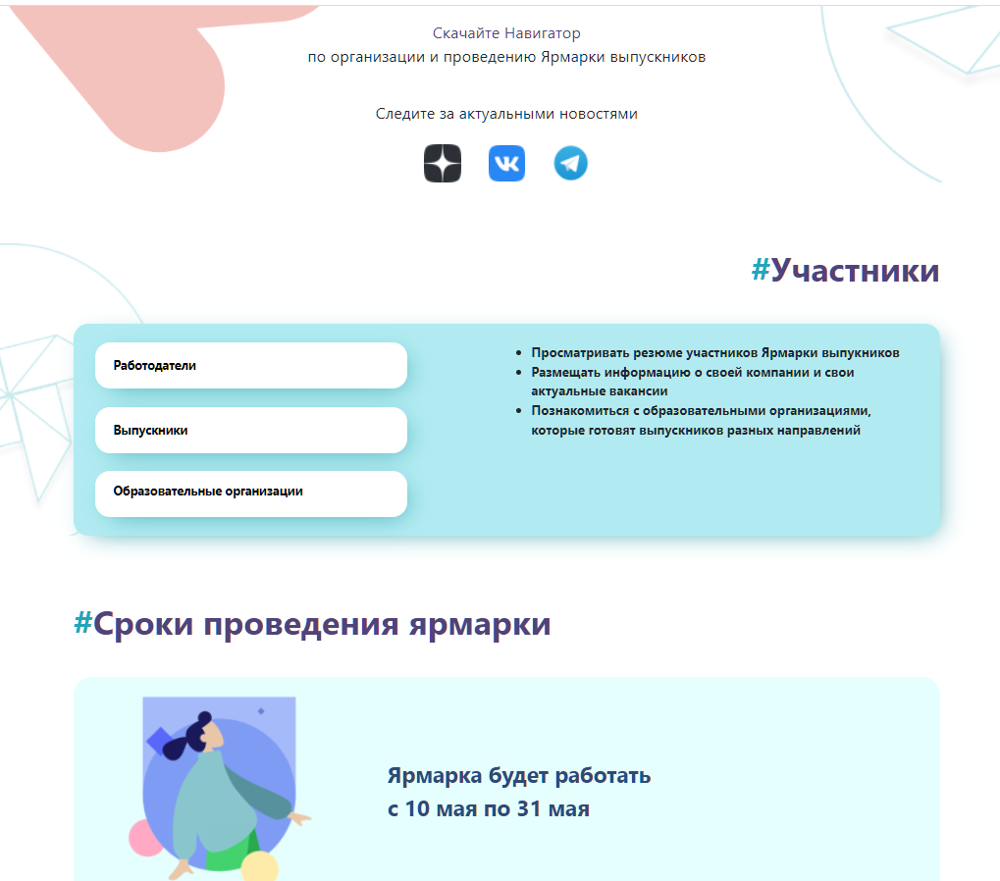 Скачайте Навигатор
по организации и проведению Ярмарки выпускников
Следите за актуальными новостями
#Участники
Работодатели
Выпускники
Образовательные организации
Просматривать резюме участников Ярмарки выпукников
Размещать информацию о своей компании и свои
актуальные вакансии
Познакомиться с образовательными организациями,
которые готовят выпускников разных направлений
#Сроки проведения ярмарки
Ярмарка будет работать
с 10 мая по 31 мая